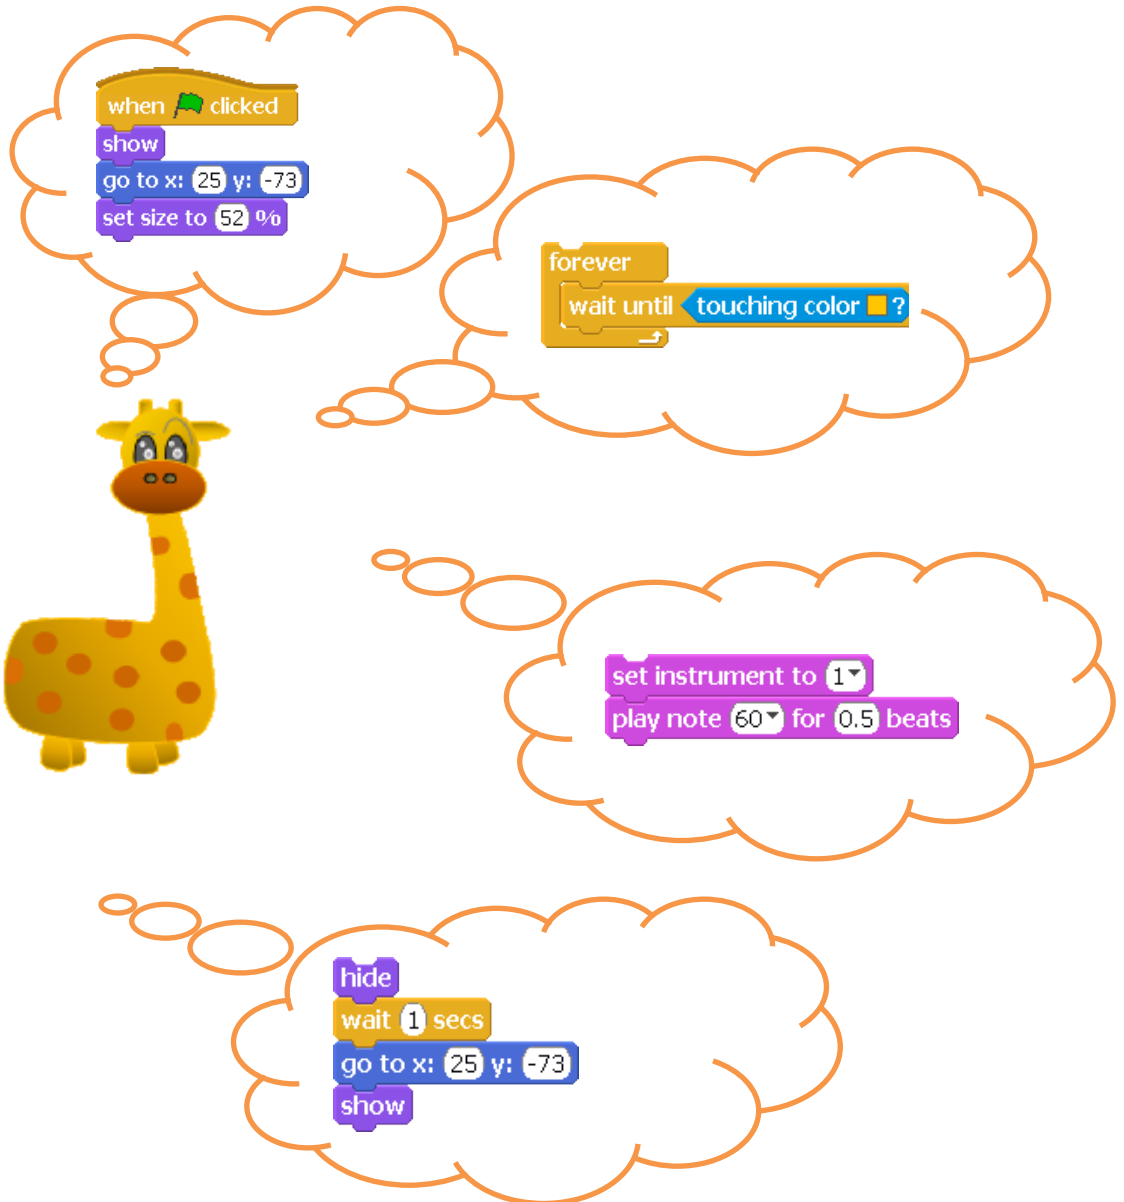 when clicked
show
go to x: 25 y: -73
set size to 52 %
forever
wait until touching color ?
set instrument to 1
play note 60 for 0.5 beats
hide
wait 1 secs
go to x: 25 y: -73
show